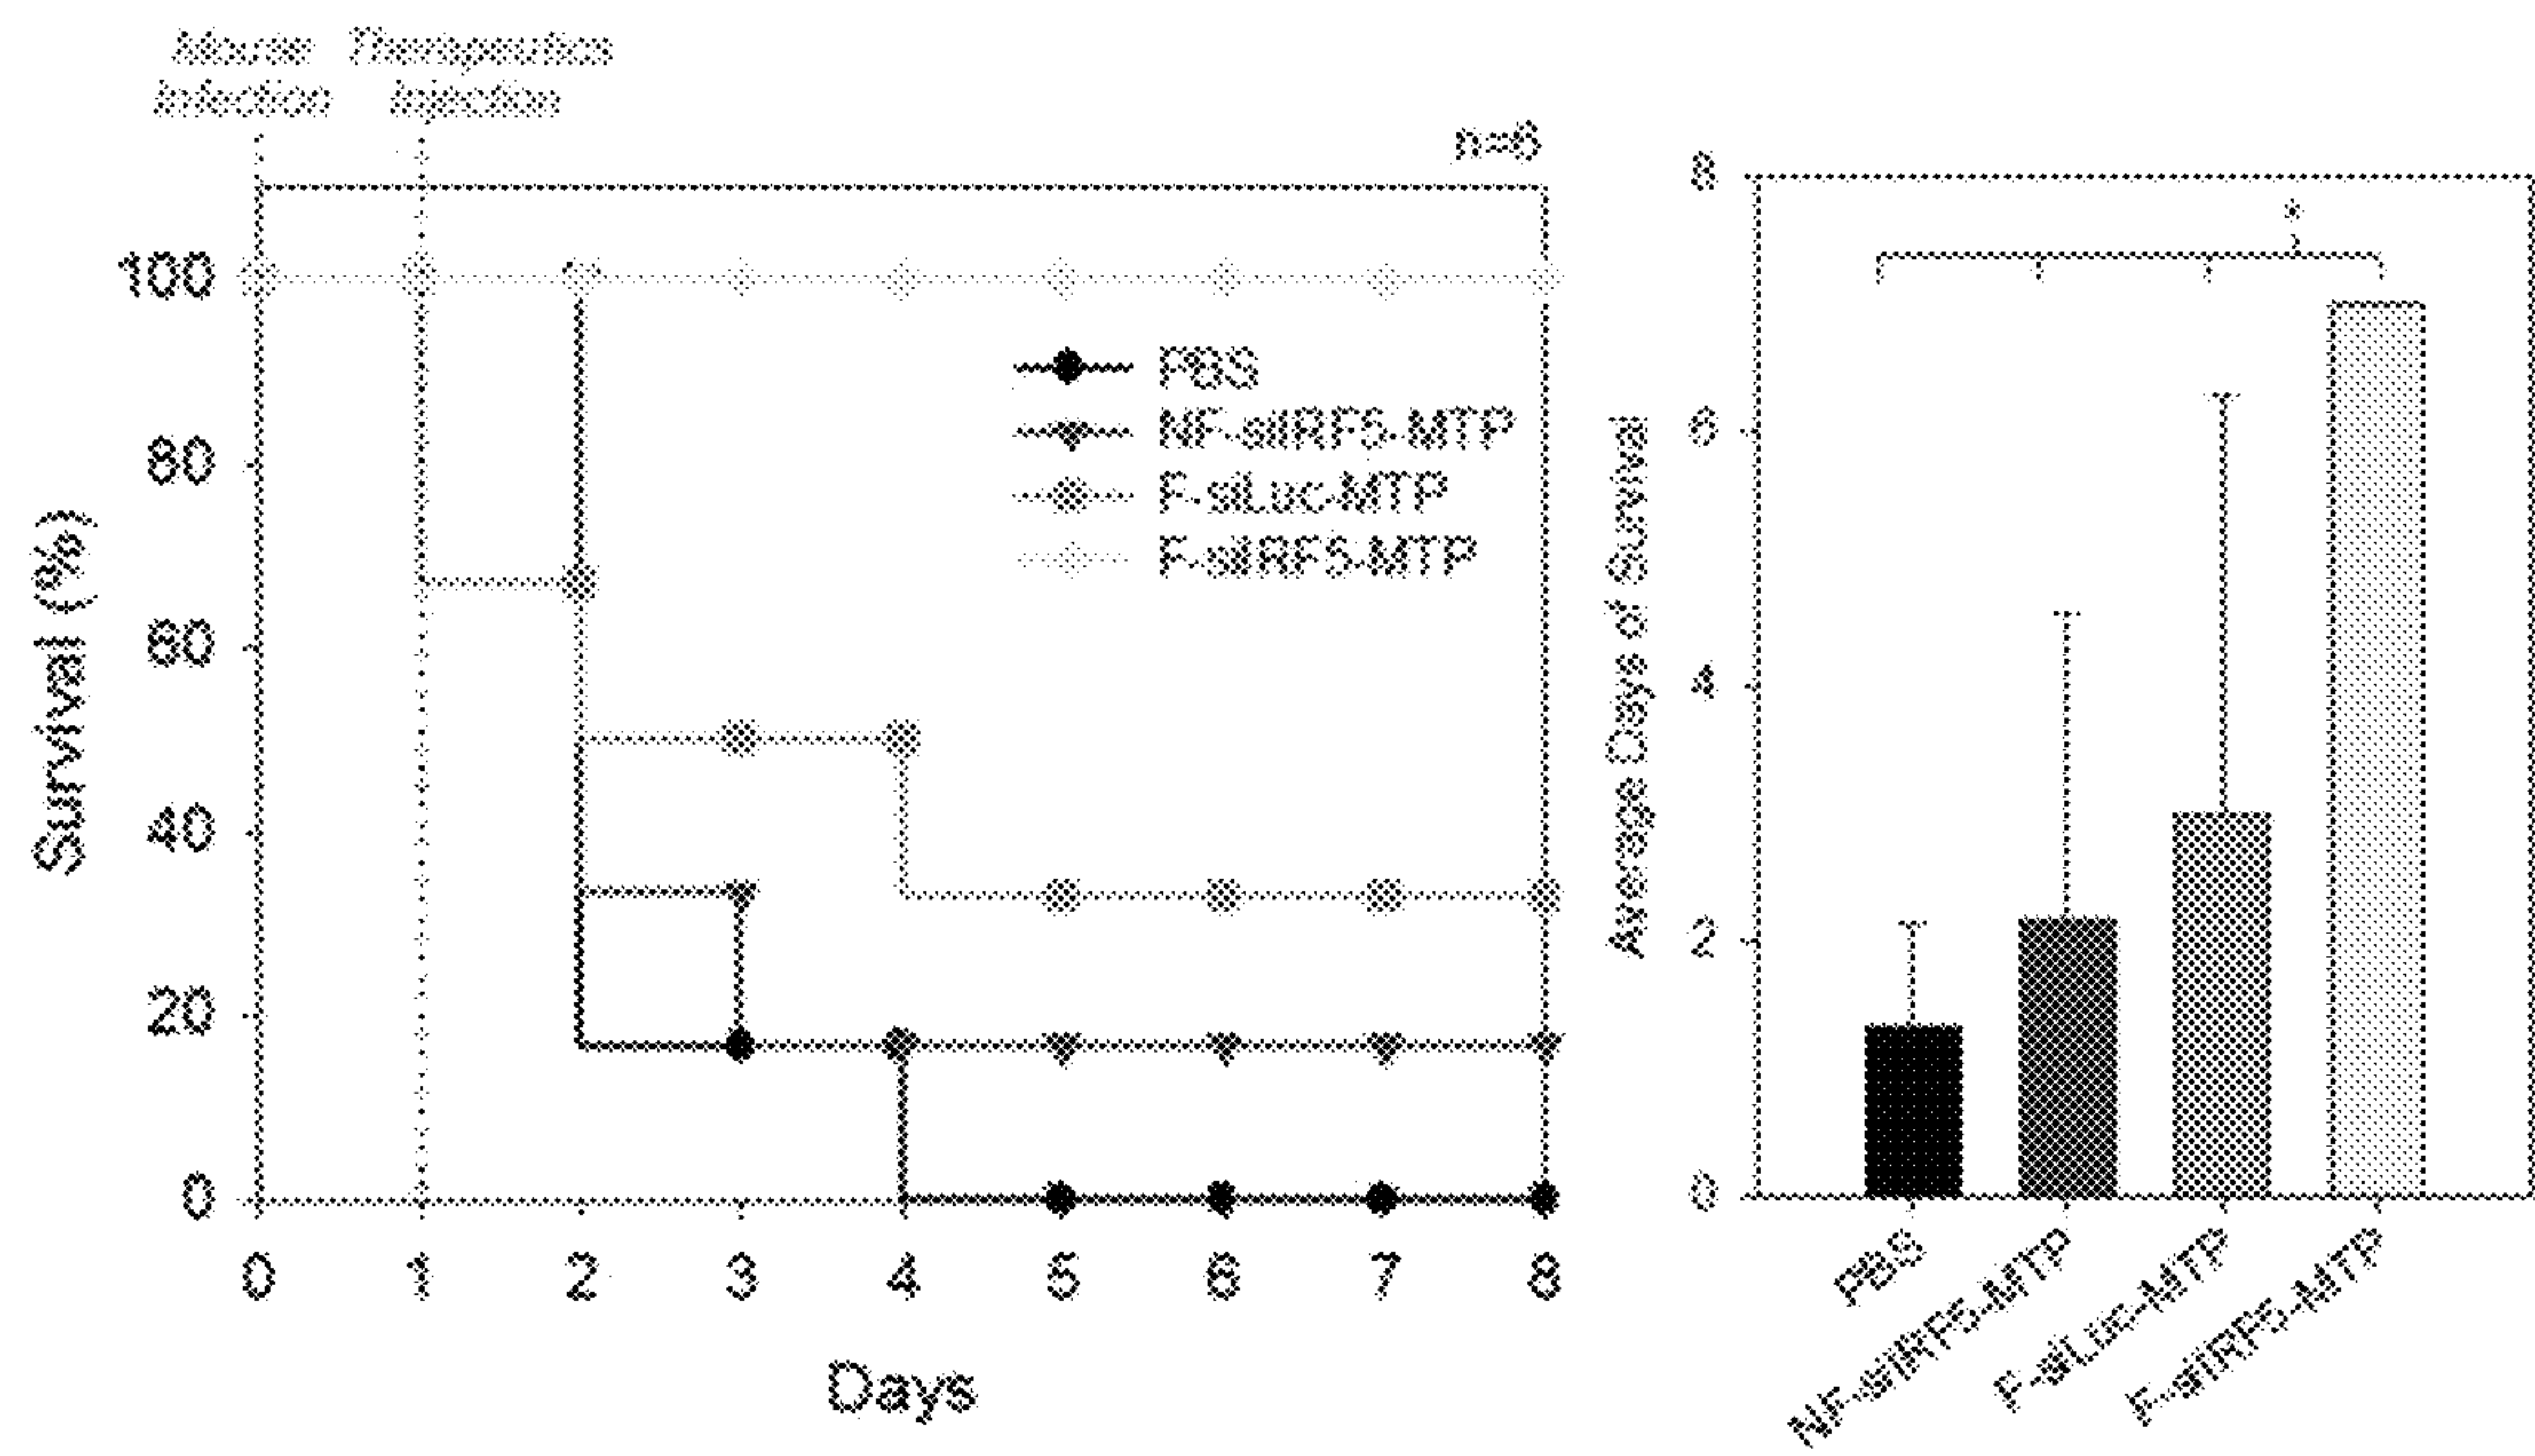 Mouse Therapeutics
Infection Injection
n=6
Survival (%)
100
80
60
40
20
0
PBS
NF-siIRF5-MTP
F-siLuc-MTP
F-siIRF5-MTP
0 1 2 3 4 5 6 7 8
Days
Average Days of Survival
8
6
4
2
0
*
PBS
NF-siIRF5-MTP
F-siLuc-MTP
F-siIRF5-MTP